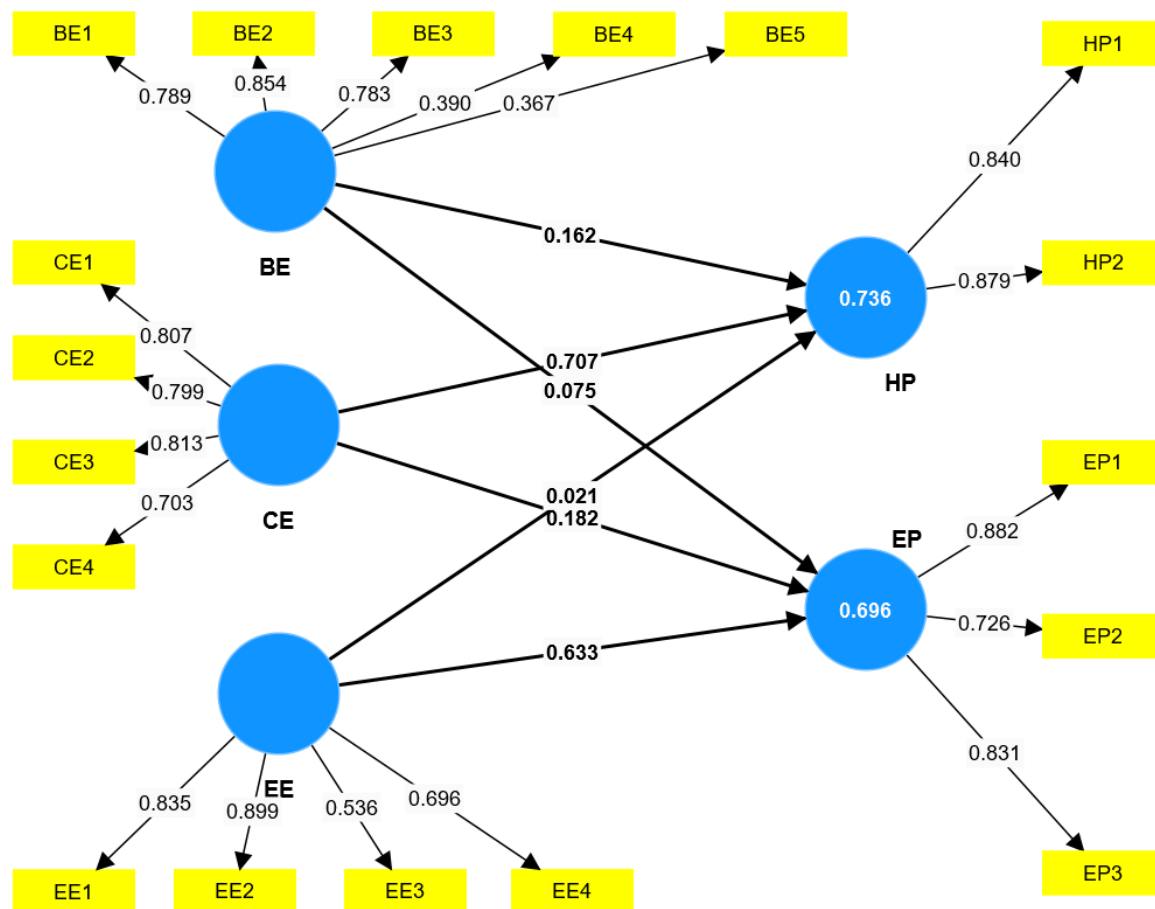 BE1
BE2
BE3
BE4
BE5
HP1
0.789
0.854
0.783
0.390
0.367
0.840
BE
0.162
CE1
HP2
0.879
0.736
0.807
CE2
0.799
0.707
0.075
HP
CE3
0.813
0.703
CE
CE4
EP1
0.021
0.182
0.882
EP
0.696
0.726
EP2
0.633
0.831
EE
0.835
0.899
0.536
0.696
EE1
EE2
EE3
EE4
EP3